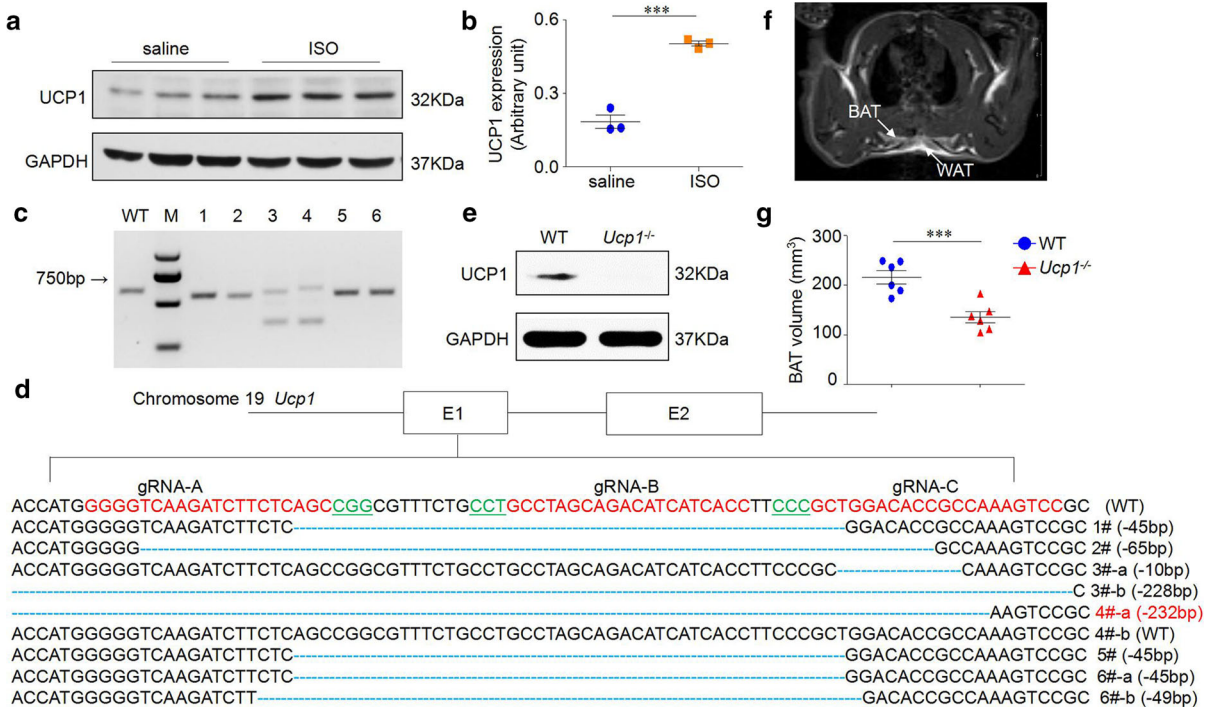 a
saline ISO
UCP1 32KDa
GAPDH 37KDa
b
***
UCP1 expression
(Arbitrary unit)
0.6
0.3
0.0
saline ISO
f
BAT
WAT
c
WT M 1 2 3 4 5 6
750bp →
e
WT Ucp1-/-
UCP1 32KDa
GAPDH 37KDa
g
***
WT
Ucp1-/-
BAT volume (mm3)
300
200
100
0
d
Chromosome 19 Ucp1
E1 E2
gRNA-A gRNA-B gRNA-C
ACCATGGGGGTCAAGATCTTCTCAGCCGGCGTTTCTGCCTGCCTAGCAGACATCATCACCTTCCCGCTGGACACCGCCAAAGTCCGC (WT)
ACCATGGGGGTCAAGATCTTCTC GGACACCGCCAAAGTCCGC 1# (-45bp)
ACCATGGGGG GCCAAAGTCCGC 2# (-65bp)
ACCATGGGGGTCAAGATCTTCTCAGCCGGCGTTTCTGCCTGCCTAGCAGACATCATCACCTTCCCGC CAAAGTCCGC 3#-a (-10bp)
C 3#-b (-228bp)
AAGTCCGC 4#-a (-232bp)
ACCATGGGGGTCAAGATCTTCTCAGCCGGCGTTTCTGCCTGCCTAGCAGACATCATCACCTTCCCGCTGGACACCGCCAAAGTCCGC 4#-b (WT)
ACCATGGGGGTCAAGATCTTCTC GGACACCGCCAAAGTCCGC 5# (-45bp)
ACCATGGGGGTCAAGATCTTCTC GGACACCGCCAAAGTCCGC 6#-a (-45bp)
ACCATGGGGGTCAAGATCTT GACACCGCCAAAGTCCGC 6#-b (-49bp)